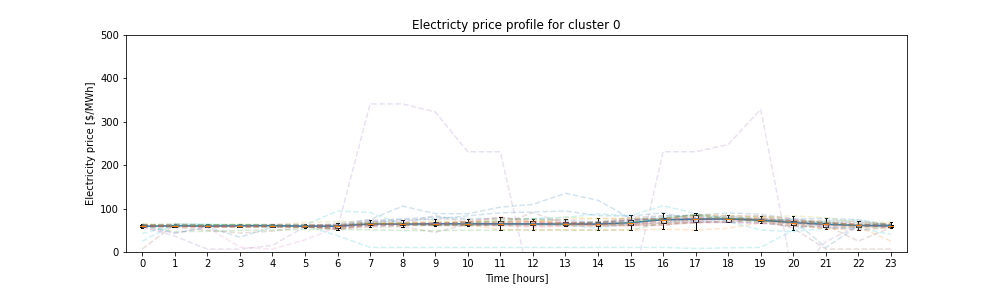 Electricty price profile for cluster 0
500
400
300
200
100
0
Electricity price [$/MWh]
0 1 2 3 4 5 6 7 8 9 10 11 12 13 14 15 16 17 18 19 20 21 22 23
Time [hours]